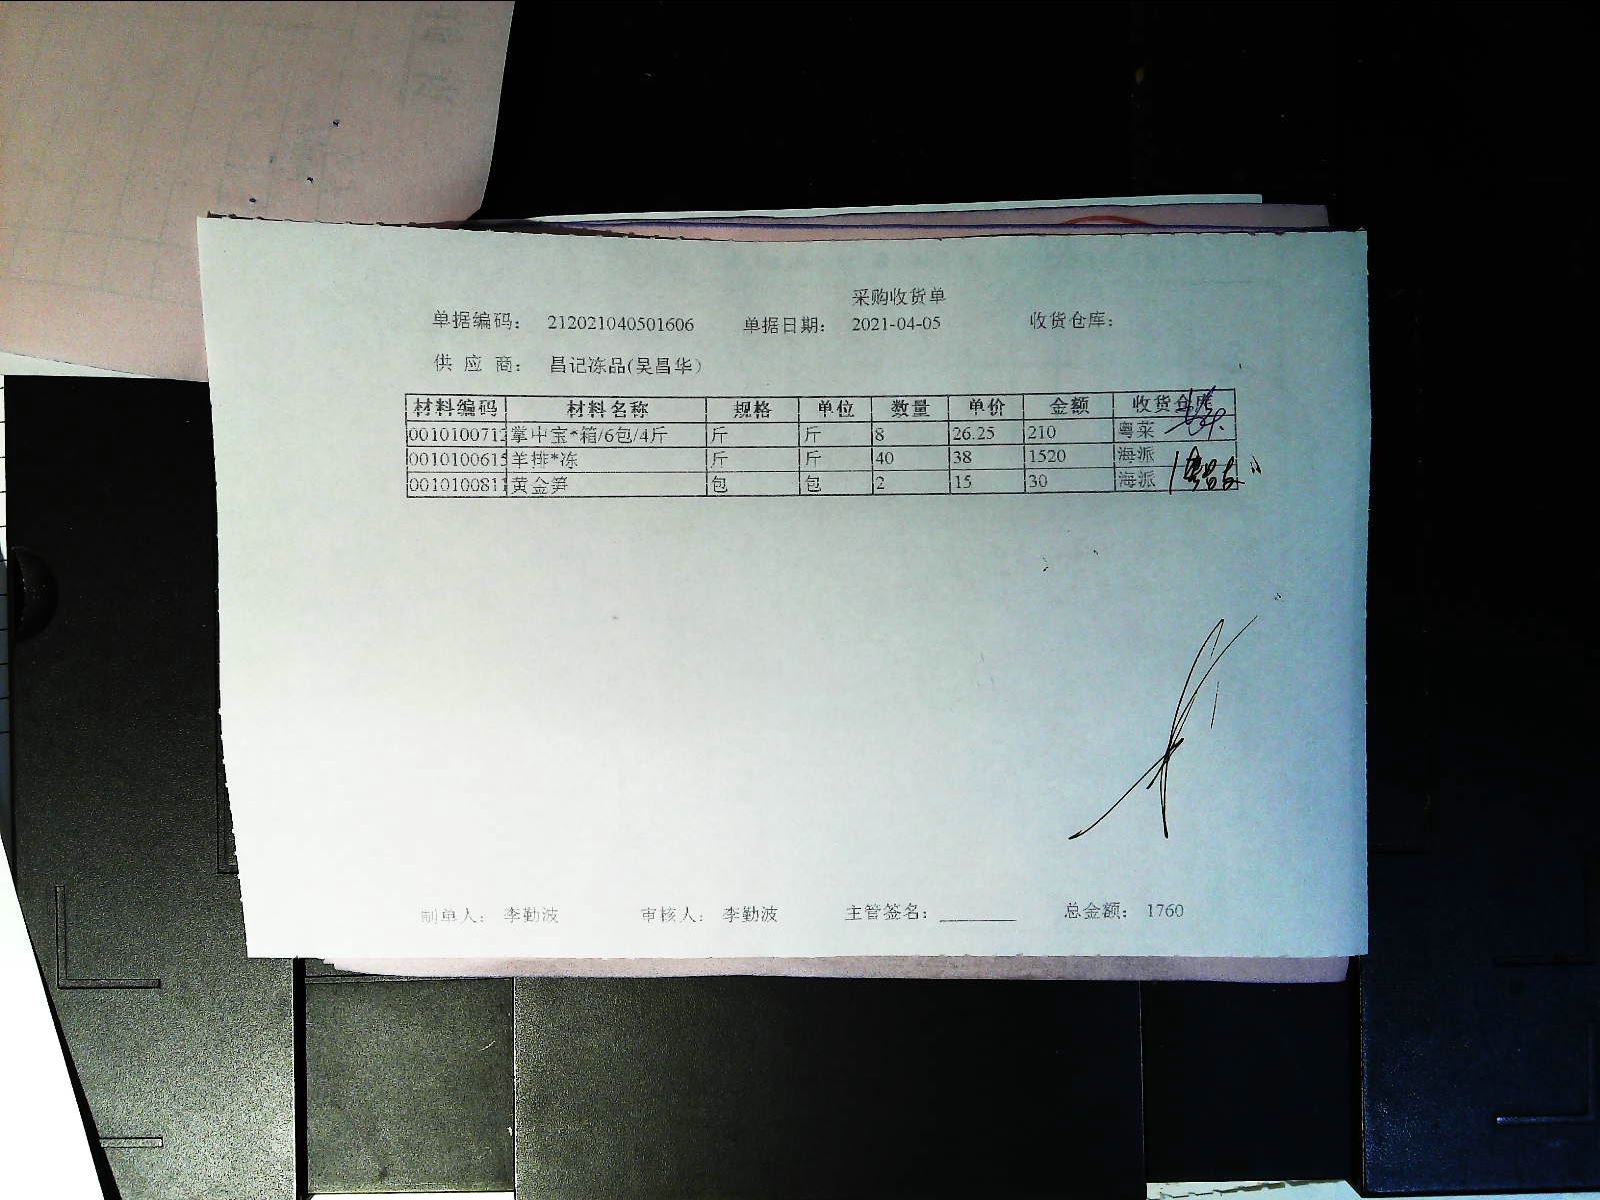 采购收货单
单据编码： 212021040501606 单据日期： 2021-04-05 收货仓库：
供 应 商： 昌记冻品(吴昌华)
材料编码 材料名称 规格 单位 数量 单价 金额 收货仓库
001010071 掌中宝*箱/6包/4斤 斤 斤 8 26.25 210 粤菜
001010061 羊排*冻 斤 斤 40 38 1520 海派
001010081 黄金笋 包 包 2 15 30 海派
制单人： 李勤波 审核人： 李勤波 主管签名： 总金额： 1760